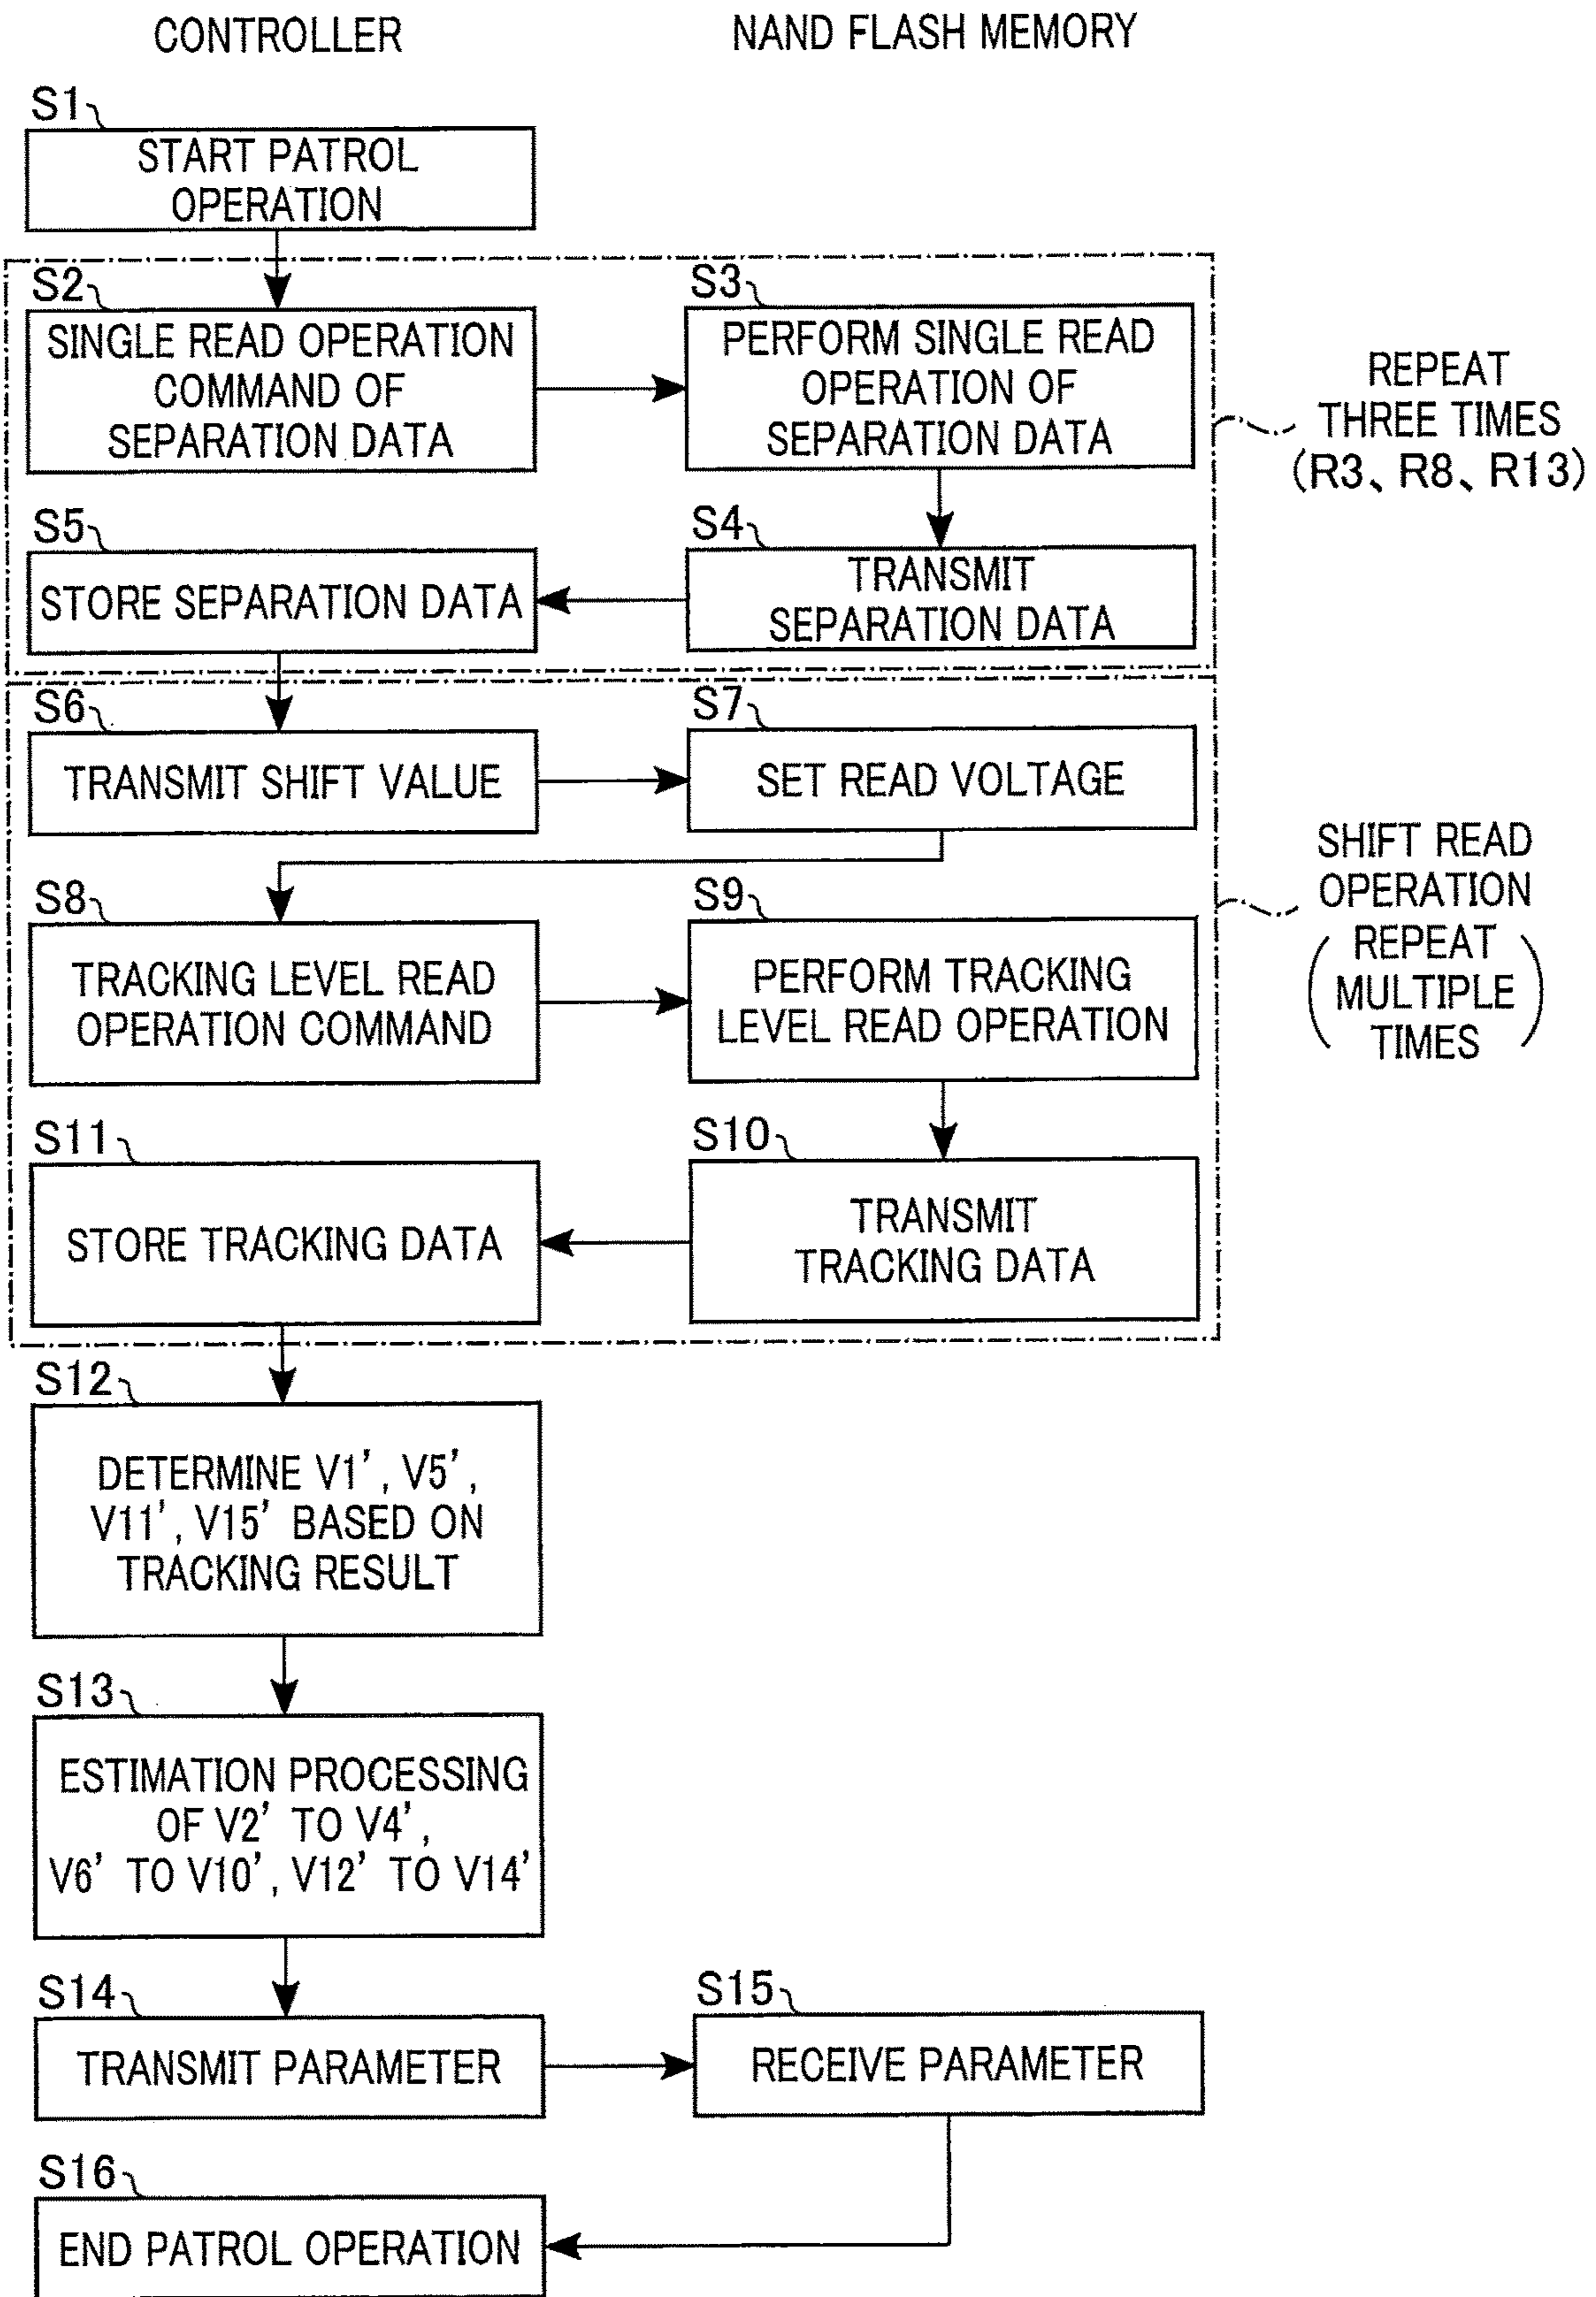 CONTROLLER
NAND FLASH MEMORY
S1
START PATROL
OPERATION
S2
SINGLE READ OPERATION
COMMAND OF
SEPARATION DATA
S3
PERFORM SINGLE READ
OPERATION OF
SEPARATION DATA
REPEAT
THREE TIMES
(R3、R8、R13)
S5
STORE SEPARATION DATA
S4
TRANSMIT
SEPARATION DATA
S6
TRANSMIT SHIFT VALUE
S7
SET READ VOLTAGE
SHIFT READ
OPERATION
(REPEAT
MULTIPLE
TIMES)
S8
TRACKING LEVEL READ
OPERATION COMMAND
S9
PERFORM TRACKING
LEVEL READ OPERATION
S11
STORE TRACKING DATA
S10
TRANSMIT
TRACKING DATA
S12
DETERMINE V1', V5',
V11', V15' BASED ON
TRACKING RESULT
S13
ESTIMATION PROCESSING
OF V2' TO V4',
V6' TO V10', V12' TO V14'
S14
TRANSMIT PARAMETER
S15
RECEIVE PARAMETER
S16
END PATROL OPERATION